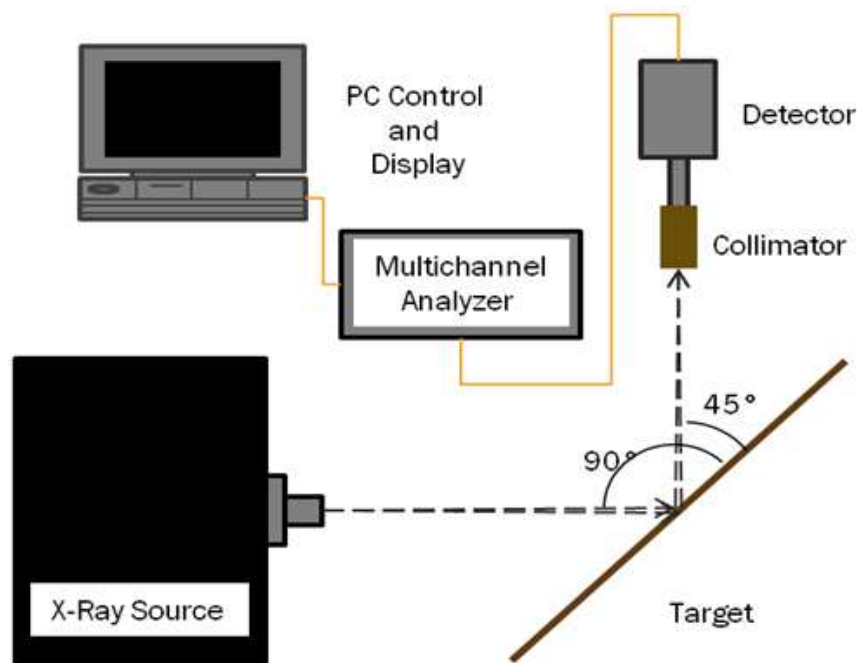 PC Control
and
Display
Detector
Collimator
Multichannel
Analyzer
45°
90°
X-Ray Source
Target